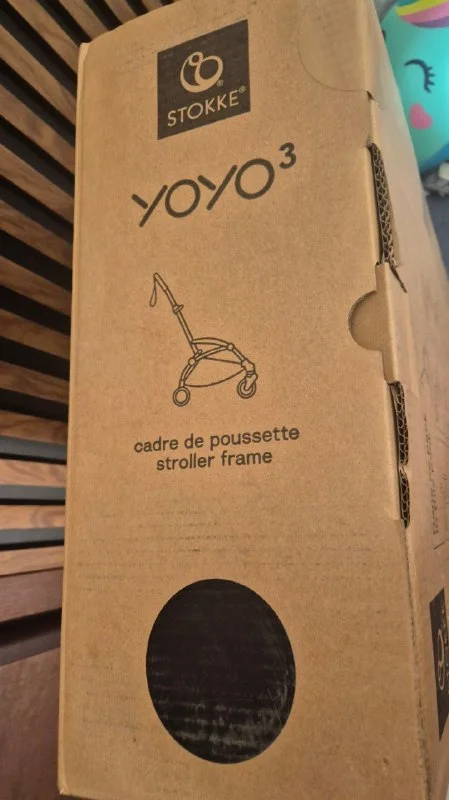 STOKKE®
YOYO³
cadre de poussette
stroller frame